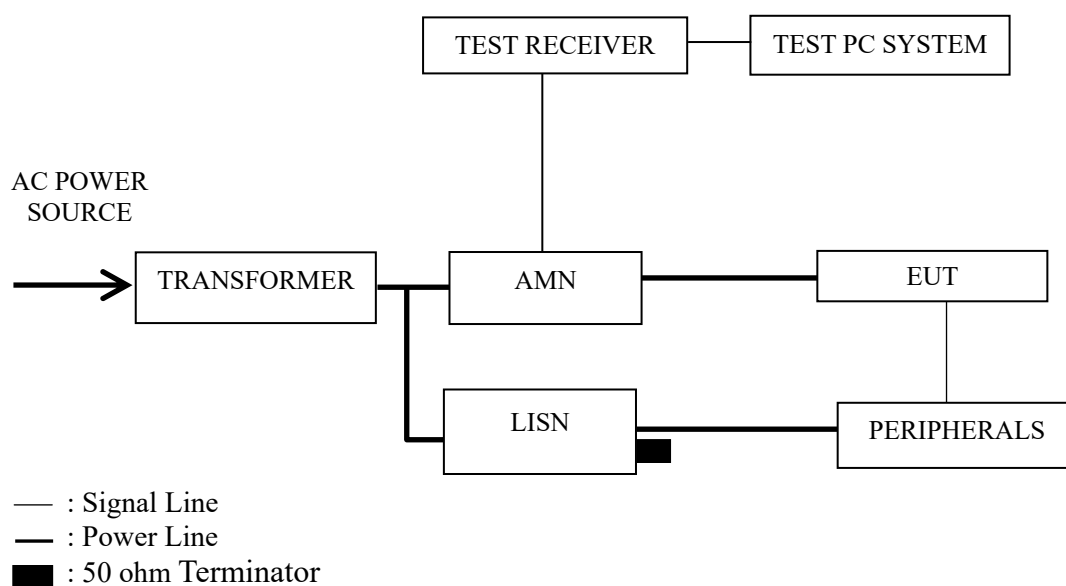 TEST RECEIVER
TEST PC SYSTEM
AC POWER
SOURCE
TRANSFORMER
AMN
EUT
LISN
PERIPHERALS
: Signal Line
: Power Line
: 50 ohm Terminator